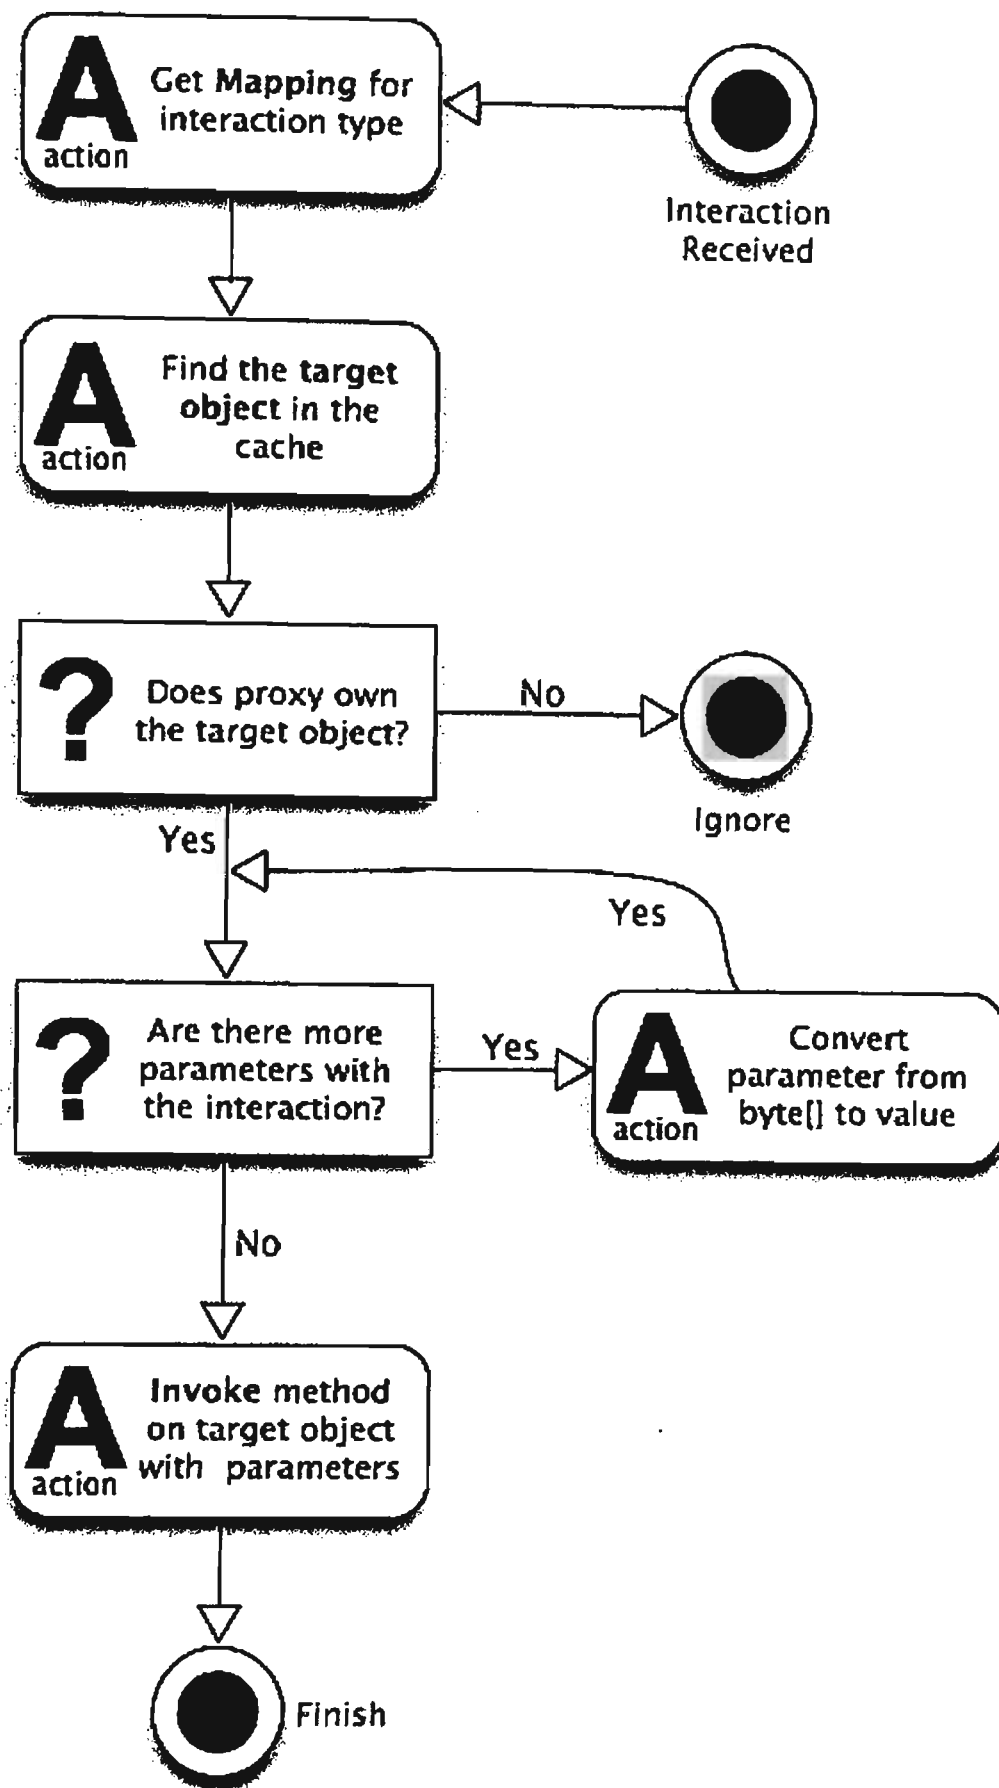 A
action
Get Mapping for
interaction type
Interaction
Received
A
action
Find the target
object in the
cache
?
Does proxy own
the target object?
No
Ignore
Yes
Yes
?
Are there more
parameters with
the interaction?
Yes
A
action
Convert
parameter from
byte[] to value
No
A
action
Invoke method
on target object
with parameters
Finish